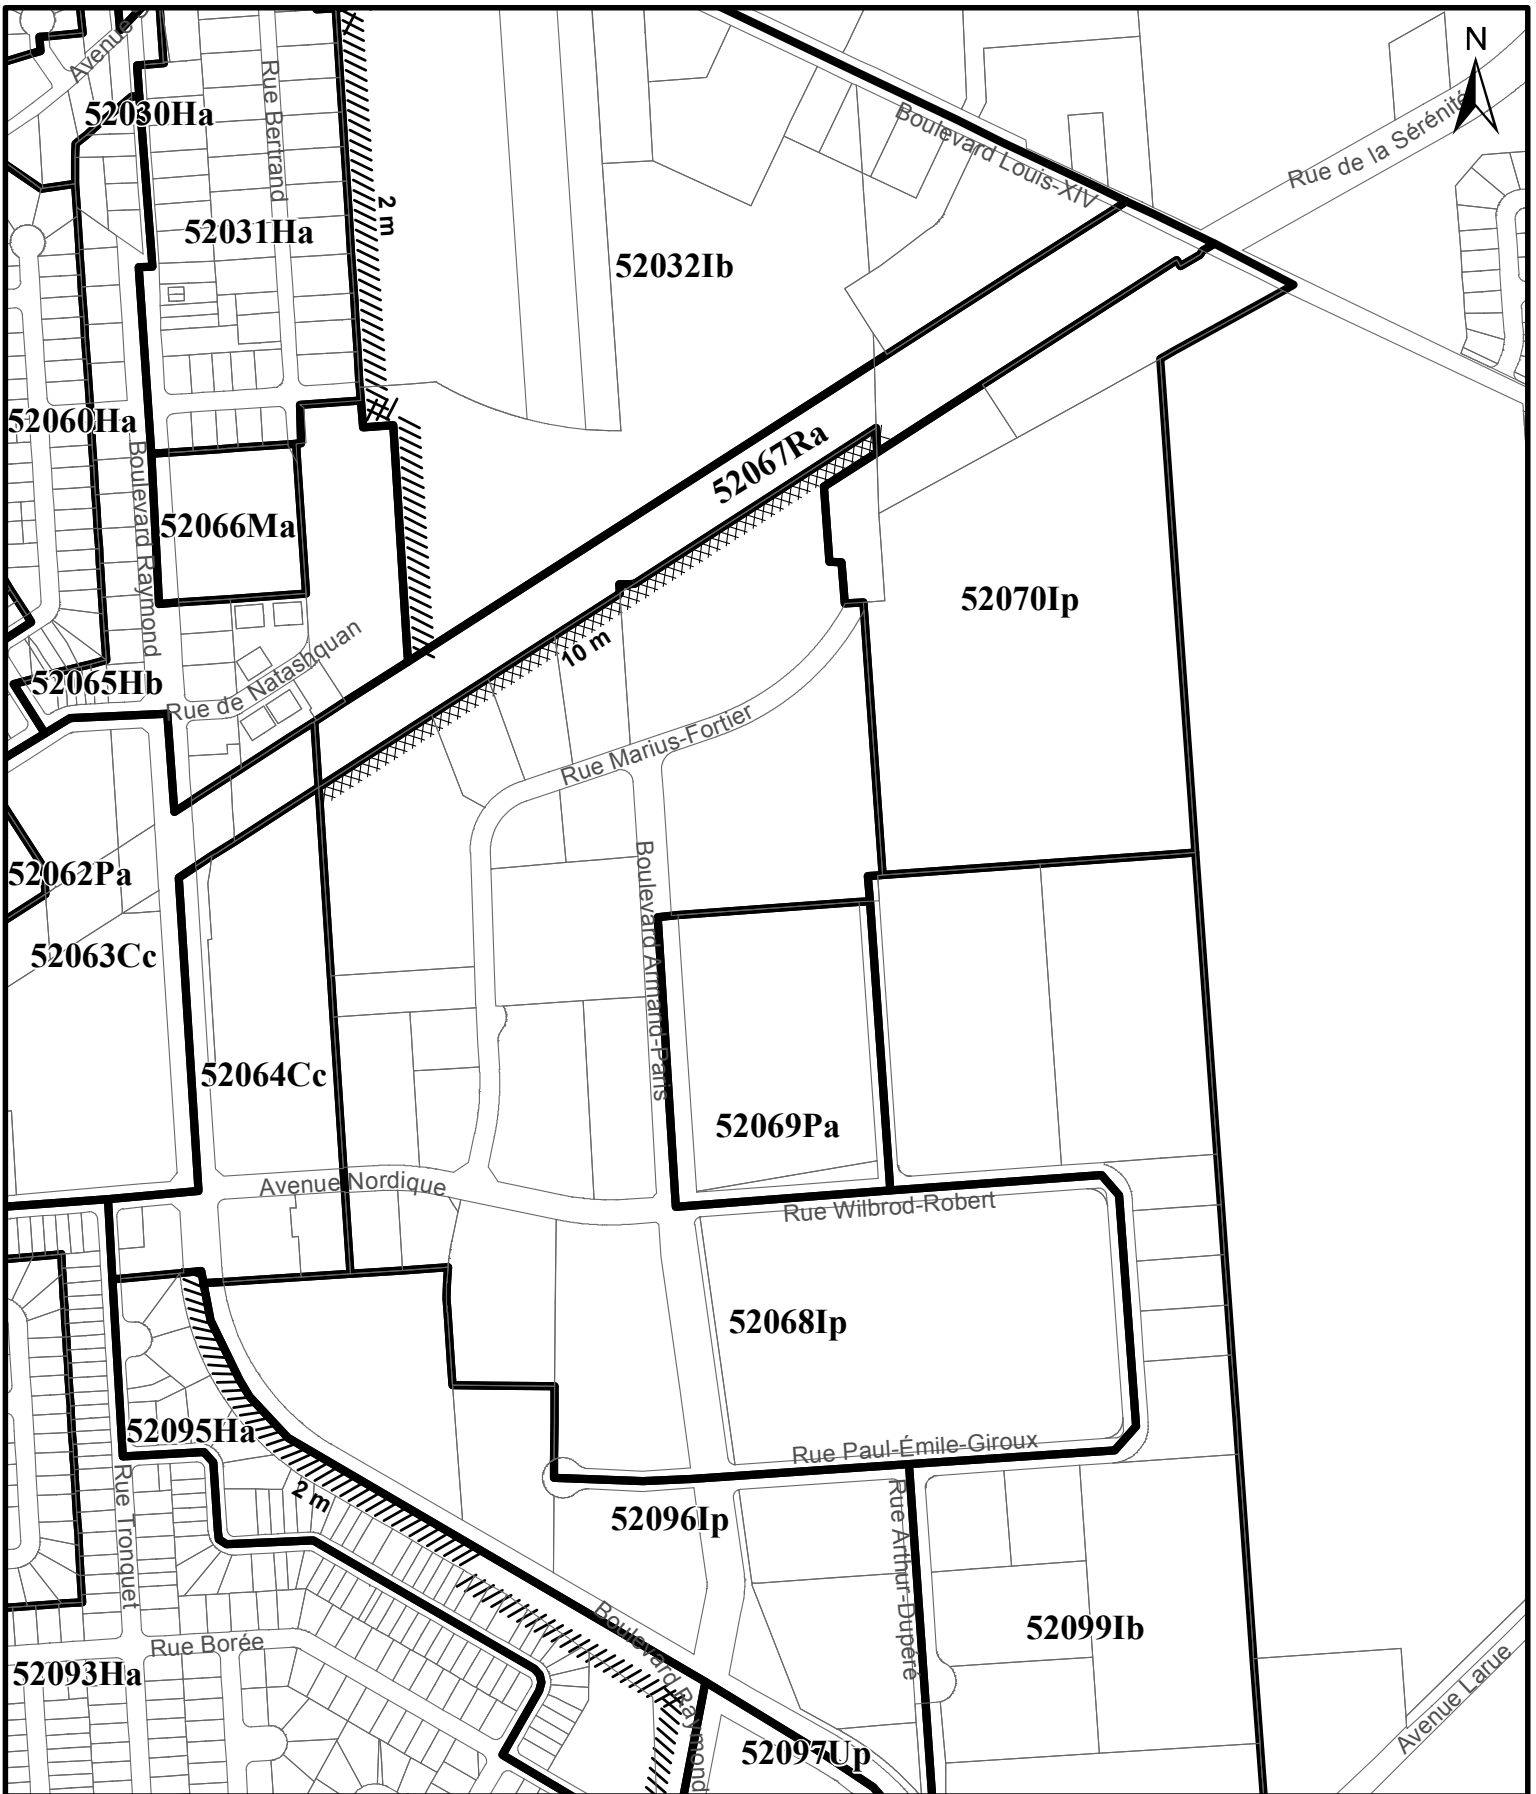 N
Avenue
Rue Bertrand
52030Ha
Boulevard Louis-XIV
Rue de la Sérénité
2 m
52031Ha
52032Ib
52060Ha
Boulevard Raymond
52067Ra
52066Ma
52070Ip
10 m
52065Hb
Rue de Natashquan
Rue Marius-Fortier
52062Pa
Boulevard Armand-Paris
52063Cc
52064Cc
52069Pa
Avenue Nordique
Rue Wilbrod-Robert
52068Ip
52095Ha
Rue Paul-Émile-Giroux
2 m
Rue Tronquet
52096Ip
Rue Arthur-Dupéré
52099Ib
Rue Borée
Boulevard Raymond
52093Ha
Avenue Larue
52097Up